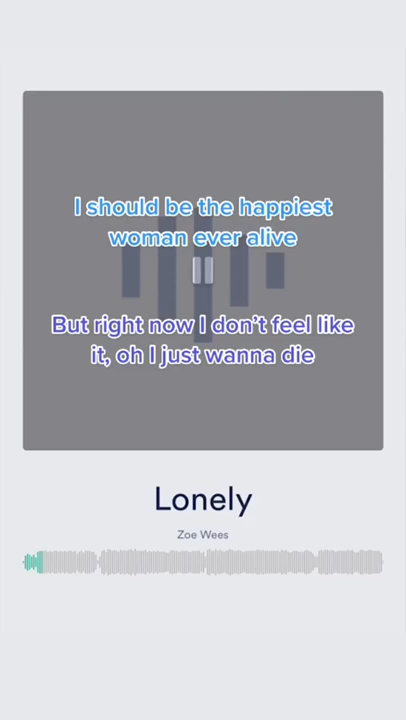 I should be the happiest
woman ever alive
But right now I don't feel like
it, oh I just wanna die
Lonely
Zoe Wees